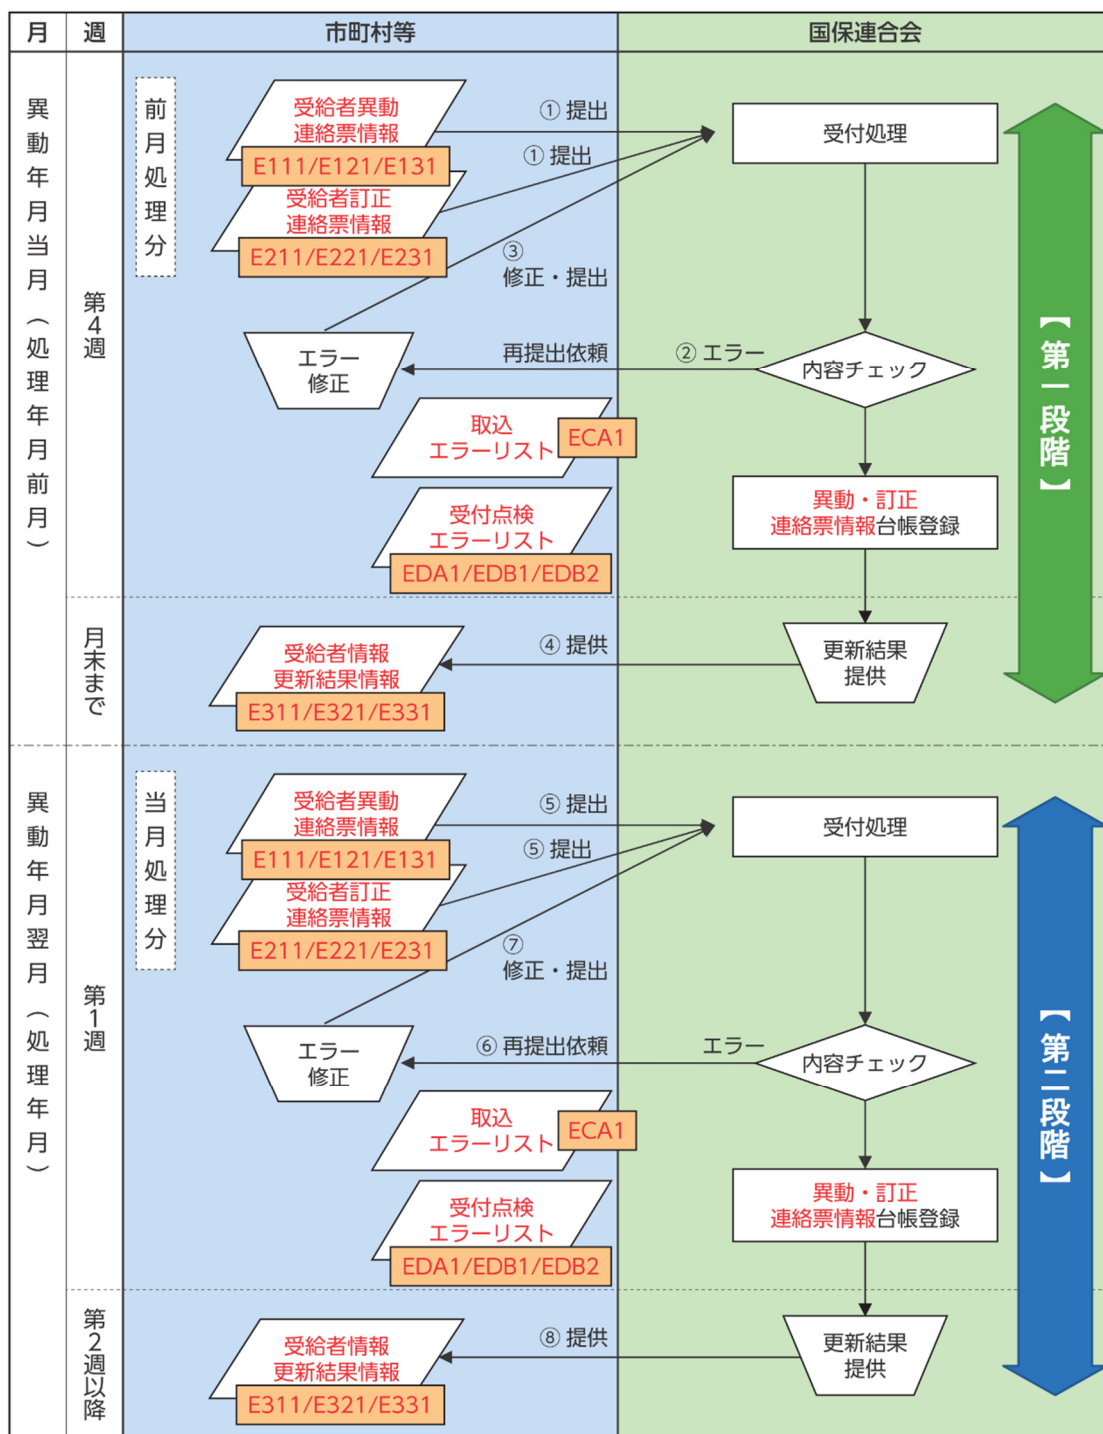 月 週 市町村等 国保連合会
異動年月当月（処理年月前月）
第4週
前月処理分
受給者異動
連絡票情報
E111/E121/E131
① 提出
受付処理
① 提出
受給者訂正
連絡票情報
E211/E221/E231
③
修正・提出
エラー
修正
再提出依頼
② エラー
内容チェック
取込
エラーリスト
ECA1
受付点検
エラーリスト
EDA1/EDB1/EDB2
異動・訂正
連絡票情報台帳登録
【第一段階】
月末まで
受給者情報
更新結果情報
E311/E321/E331
④ 提供
更新結果
提供
異動年月翌月（処理年月）
第1週
当月処理分
受給者異動
連絡票情報
E111/E121/E131
⑤ 提出
受付処理
⑤ 提出
受給者訂正
連絡票情報
E211/E221/E231
⑦
修正・提出
エラー
修正
⑥ 再提出依頼
エラー
内容チェック
取込
エラーリスト
ECA1
受付点検
エラーリスト
EDA1/EDB1/EDB2
異動・訂正
連絡票情報台帳登録
【第二段階】
第2週以降
受給者情報
更新結果情報
E311/E321/E331
⑧ 提供
更新結果
提供